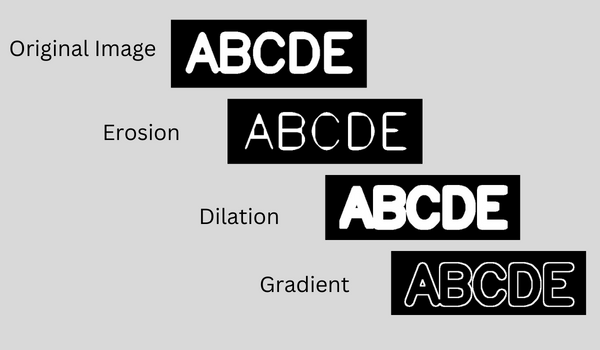 Original Image ABCDE
Erosion ABCDE
Dilation ABCDE
Gradient ABCDE